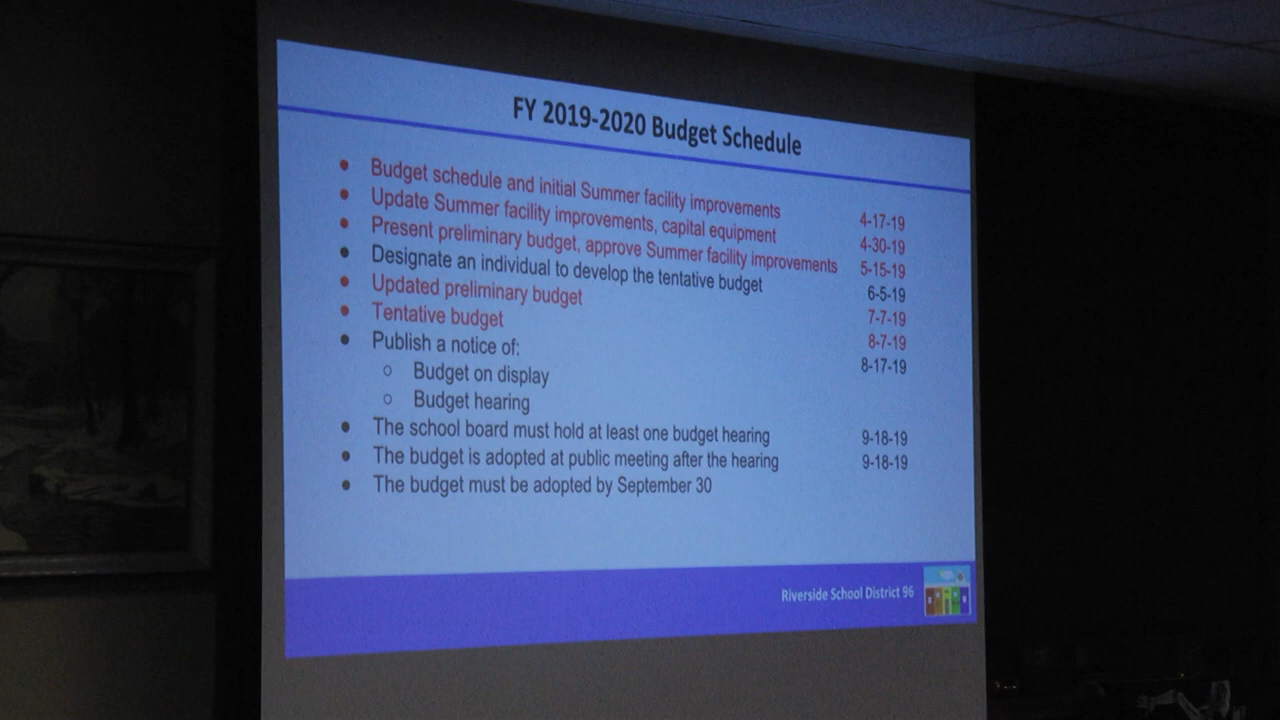 FY 2019-2020 Budget Schedule
• Budget schedule and initial Summer facility improvements 4-17-19
• Update Summer facility improvements, capital equipment 4-30-19
• Present preliminary budget, approve Summer facility improvements 5-15-19
• Designate an individual to develop the tentative budget 6-5-19
• Updated preliminary budget 7-7-19
• Tentative budget 8-7-19
• Publish a notice of: 8-17-19
o Budget on display
o Budget hearing
• The school board must hold at least one budget hearing 9-18-19
• The budget is adopted at public meeting after the hearing 9-18-19
• The budget must be adopted by September 30
Riverside School District 96